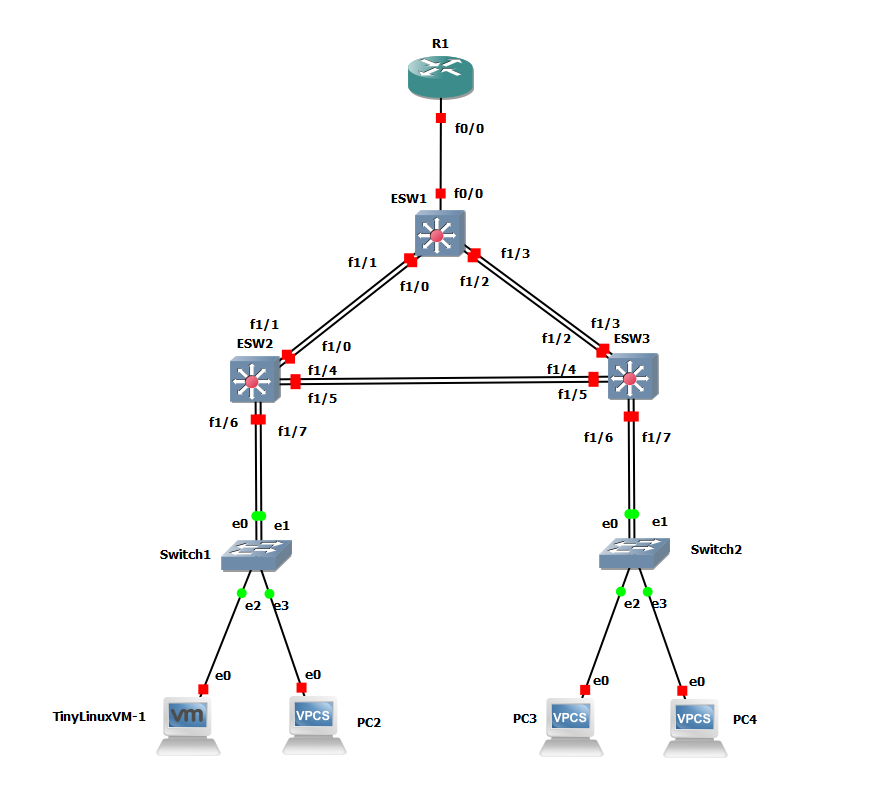 R1
f0/0
f0/0
ESW1
f1/1
f1/0
f1/3
f1/2
f1/1
f1/0
ESW2
f1/3
f1/2
ESW3
f1/4
f1/5
f1/4
f1/5
f1/6
f1/7
f1/6
f1/7
e0
e1
Switch1
e0
e1
Switch2
e2
e3
e2
e3
e0
e0
e0
e0
TinyLinuxVM-1
vm
VPCS
PC2
PC3
VPCS
VPCS
PC4